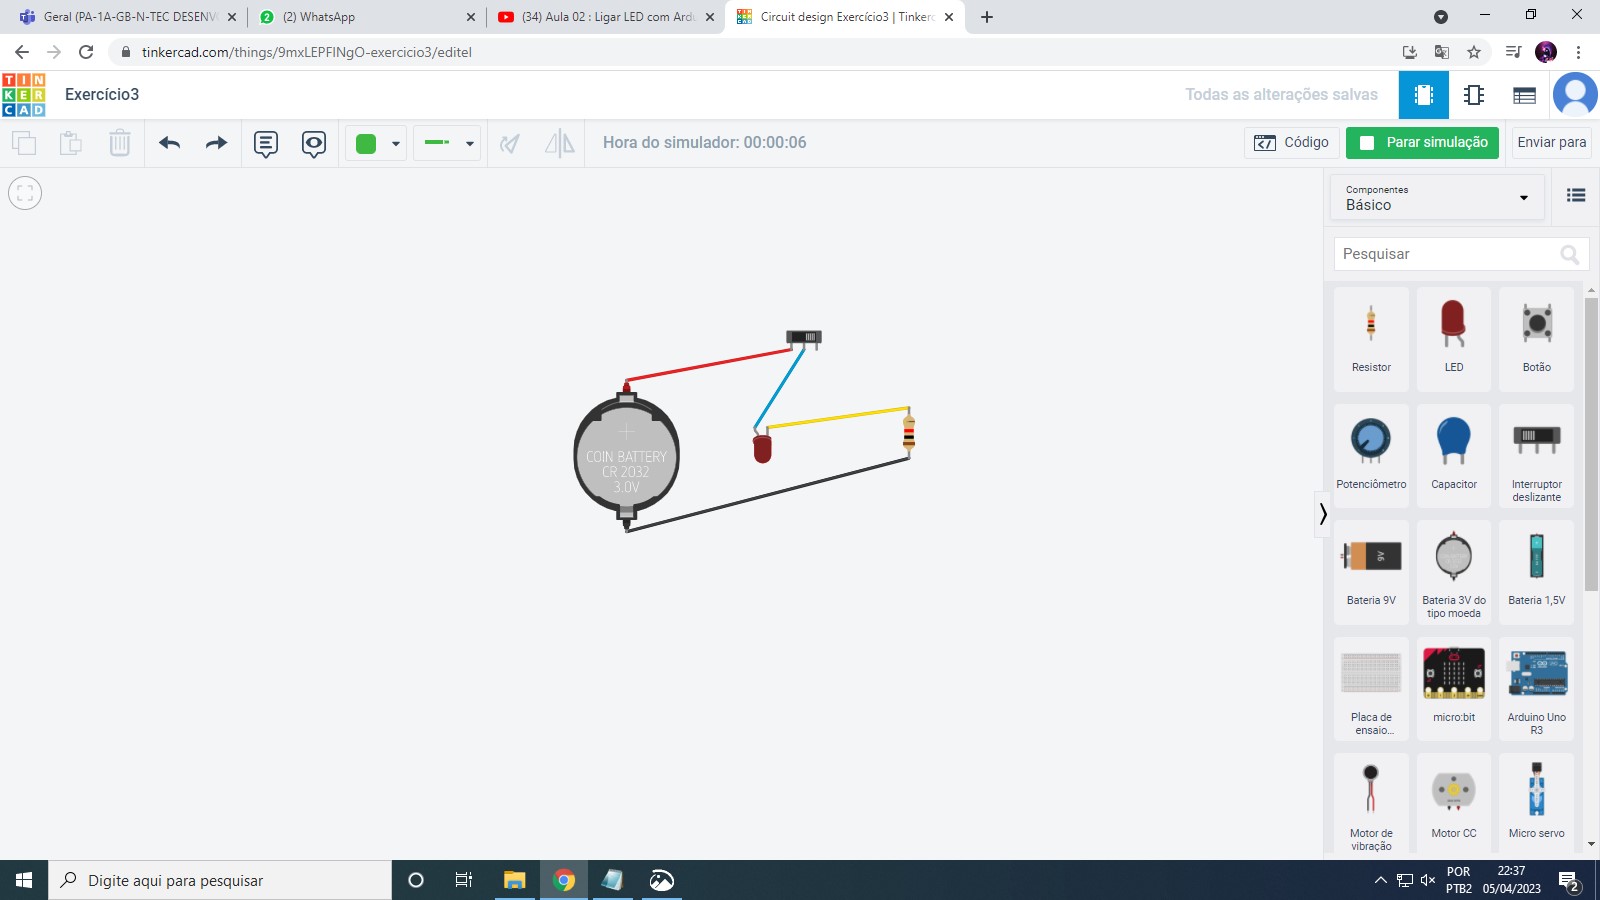 Geral (PA-1A-GB-N-TEC DESENV
(2) WhatsApp
(34) Aula 02 : Ligar LED com Ardu
Circuit design Exercício3 | Tinkerc
tinkercad.com/things/9mxLEPFINgO-exercicio3/editel
TIN
KER
CAD
Exercício3
Todas as alterações salvas
Hora do simulador: 00:00:06
Código
Parar simulação
Enviar para
Componentes
Básico
Pesquisar
COIN BATTERY
CR 2032
3.0V
Resistor
LED
Botão
Potenciômetro
Capacitor
Interruptor
deslizante
9V
Bateria 9V
Bateria 3V do
tipo moeda
Bateria 1,5V
Placa de
ensaio...
micro:bit
Arduino Uno
R3
Motor de
vibração
Motor CC
Micro servo
Digite aqui para pesquisar
POR
PTB2
22:37
05/04/2023
2